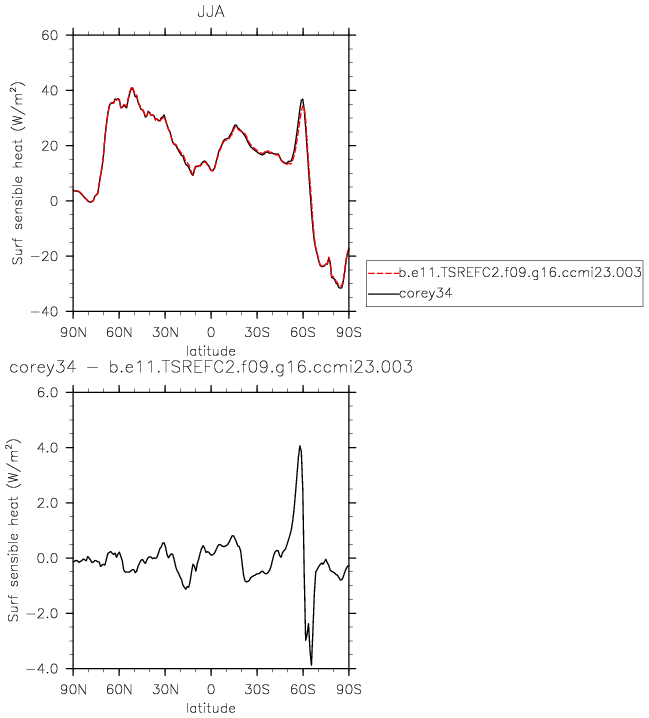 JJA
60
40
20
0
−20
−40
Surf sensible heat (W/m²)
90N 60N 30N 0 30S 60S 90S
latitude
b.e11.TSREFC2.f09.g16.ccmi23.003
corey34
corey34 − b.e11.TSREFC2.f09.g16.ccmi23.003
6.0
4.0
2.0
0.0
−2.0
−4.0
Surf sensible heat (W/m²)
90N 60N 30N 0 30S 60S 90S
latitude